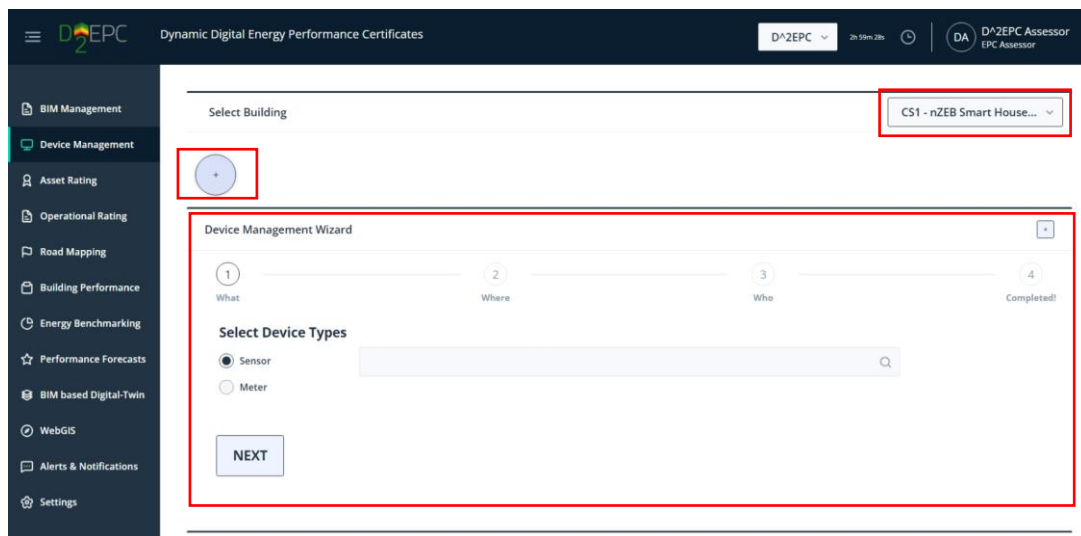 D2EPC Dynamic Digital Energy Performance Certificates D^2EPC 2h 59m 28s DA D^2EPC Assessor
EPC Assessor
BIM Management
Device Management
Asset Rating
Operational Rating
Road Mapping
Building Performance
Energy Benchmarking
Performance Forecasts
BIM based Digital-Twin
WebGIS
Alerts & Notifications
Settings
Select Building CS1 - nZEB Smart House...
+
Device Management Wizard
1 2 3 4
What Where Who Completed!
Select Device Types
Sensor
Meter
NEXT